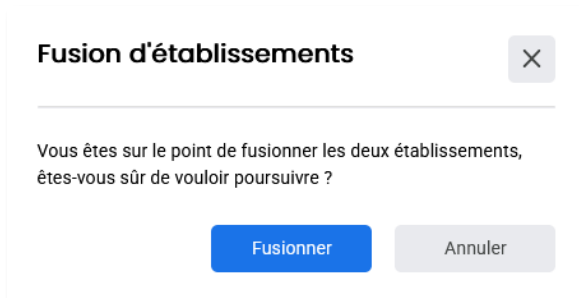 Fusion d'établissements
Vous êtes sur le point de fusionner les deux établissements,
êtes-vous sûr de vouloir poursuivre ?
Fusionner
Annuler